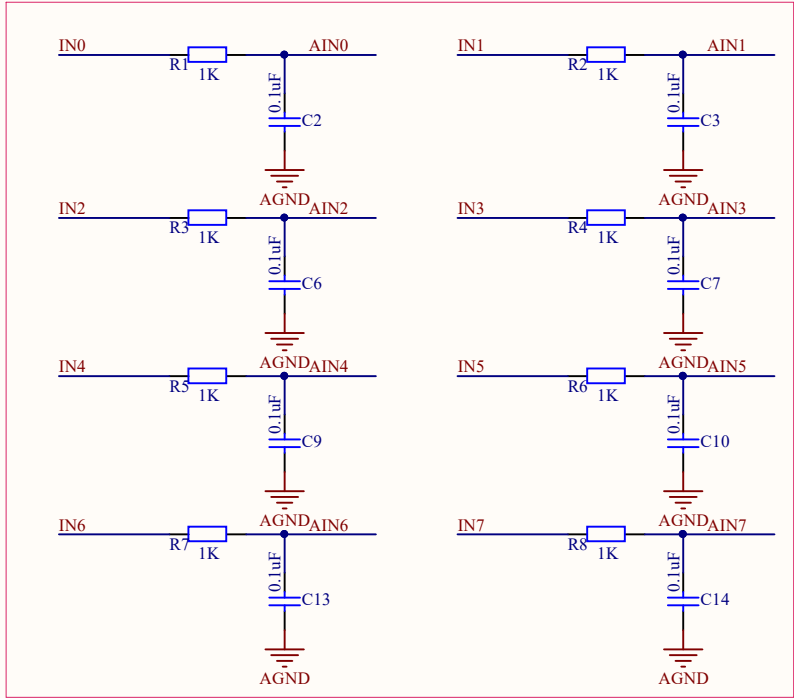 IN0 R1 1K AIN0
0.1uF C2
AGND
IN1 R2 1K AIN1
0.1uF C3
AGND
IN2 R3 1K AIN2
0.1uF C6
AGND
IN3 R4 1K AIN3
0.1uF C7
AGND
IN4 R5 1K AIN4
0.1uF C9
AGND
IN5 R6 1K AIN5
0.1uF C10
AGND
IN6 R7 1K AIN6
0.1uF C13
AGND
IN7 R8 1K AIN7
0.1uF C14
AGND